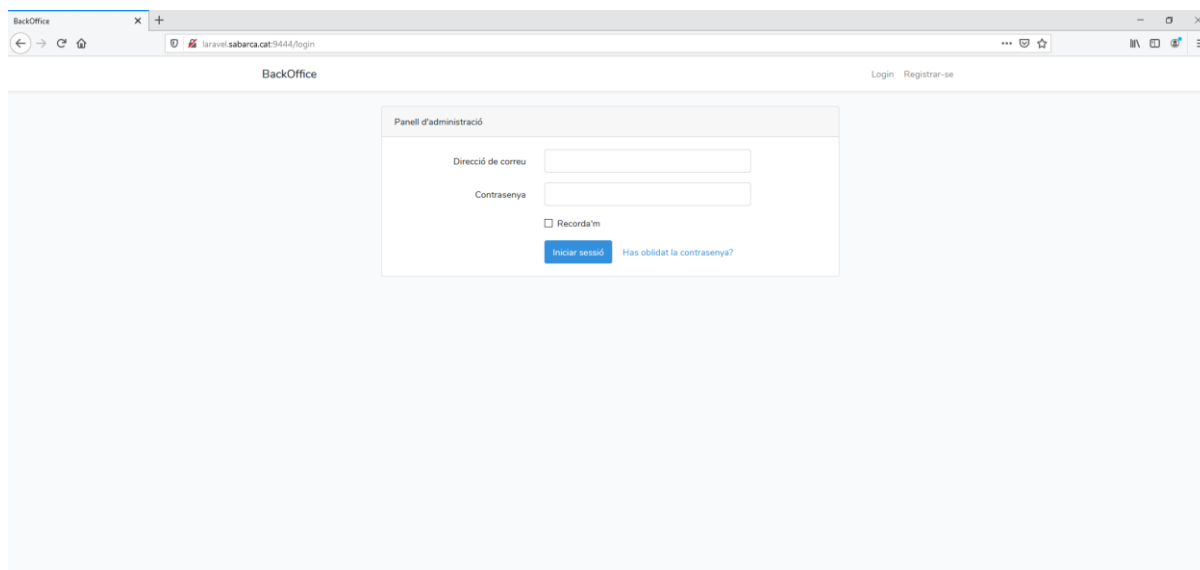 BackOffice
laravel.sabarca.cat:9444/login
BackOffice
Login Registrar-se
Panell d'administració
Direcció de correu
Contrasenya
Recorda'm
Iniciar sessió Has oblidat la contrasenya?